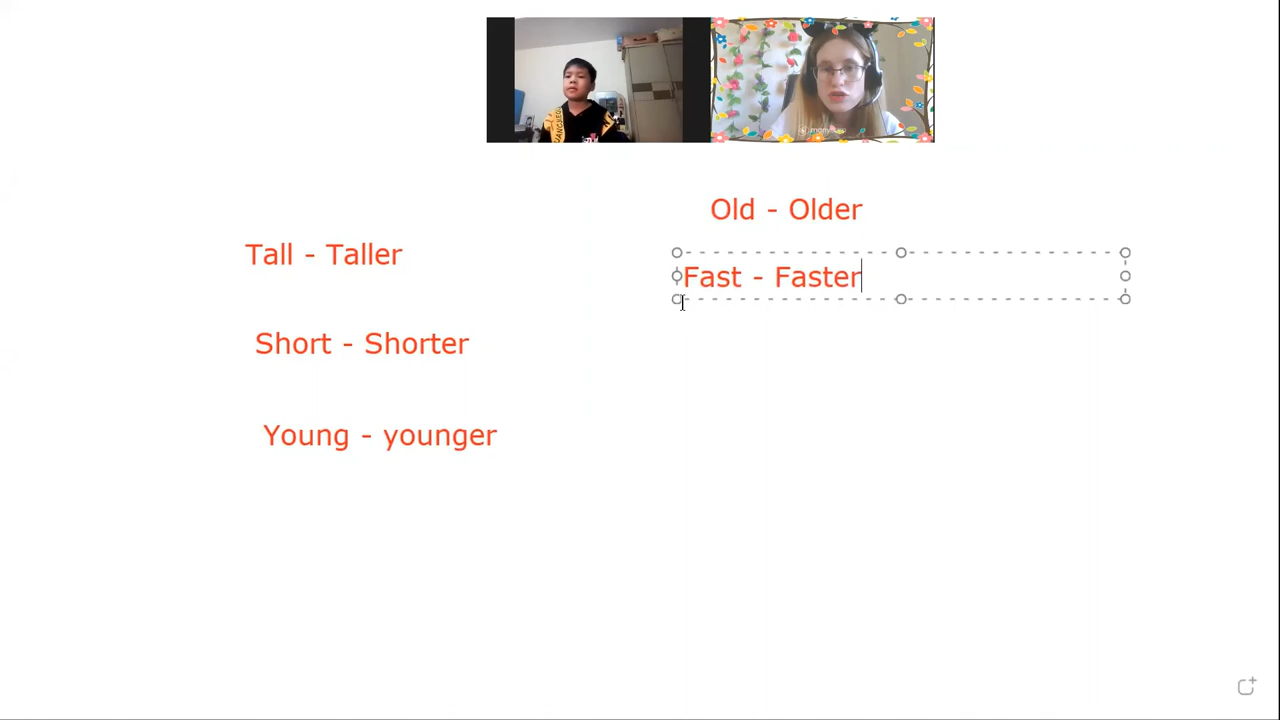 Old - Older
Tall - Taller
Fast - Faster
Short - Shorter
Young - younger